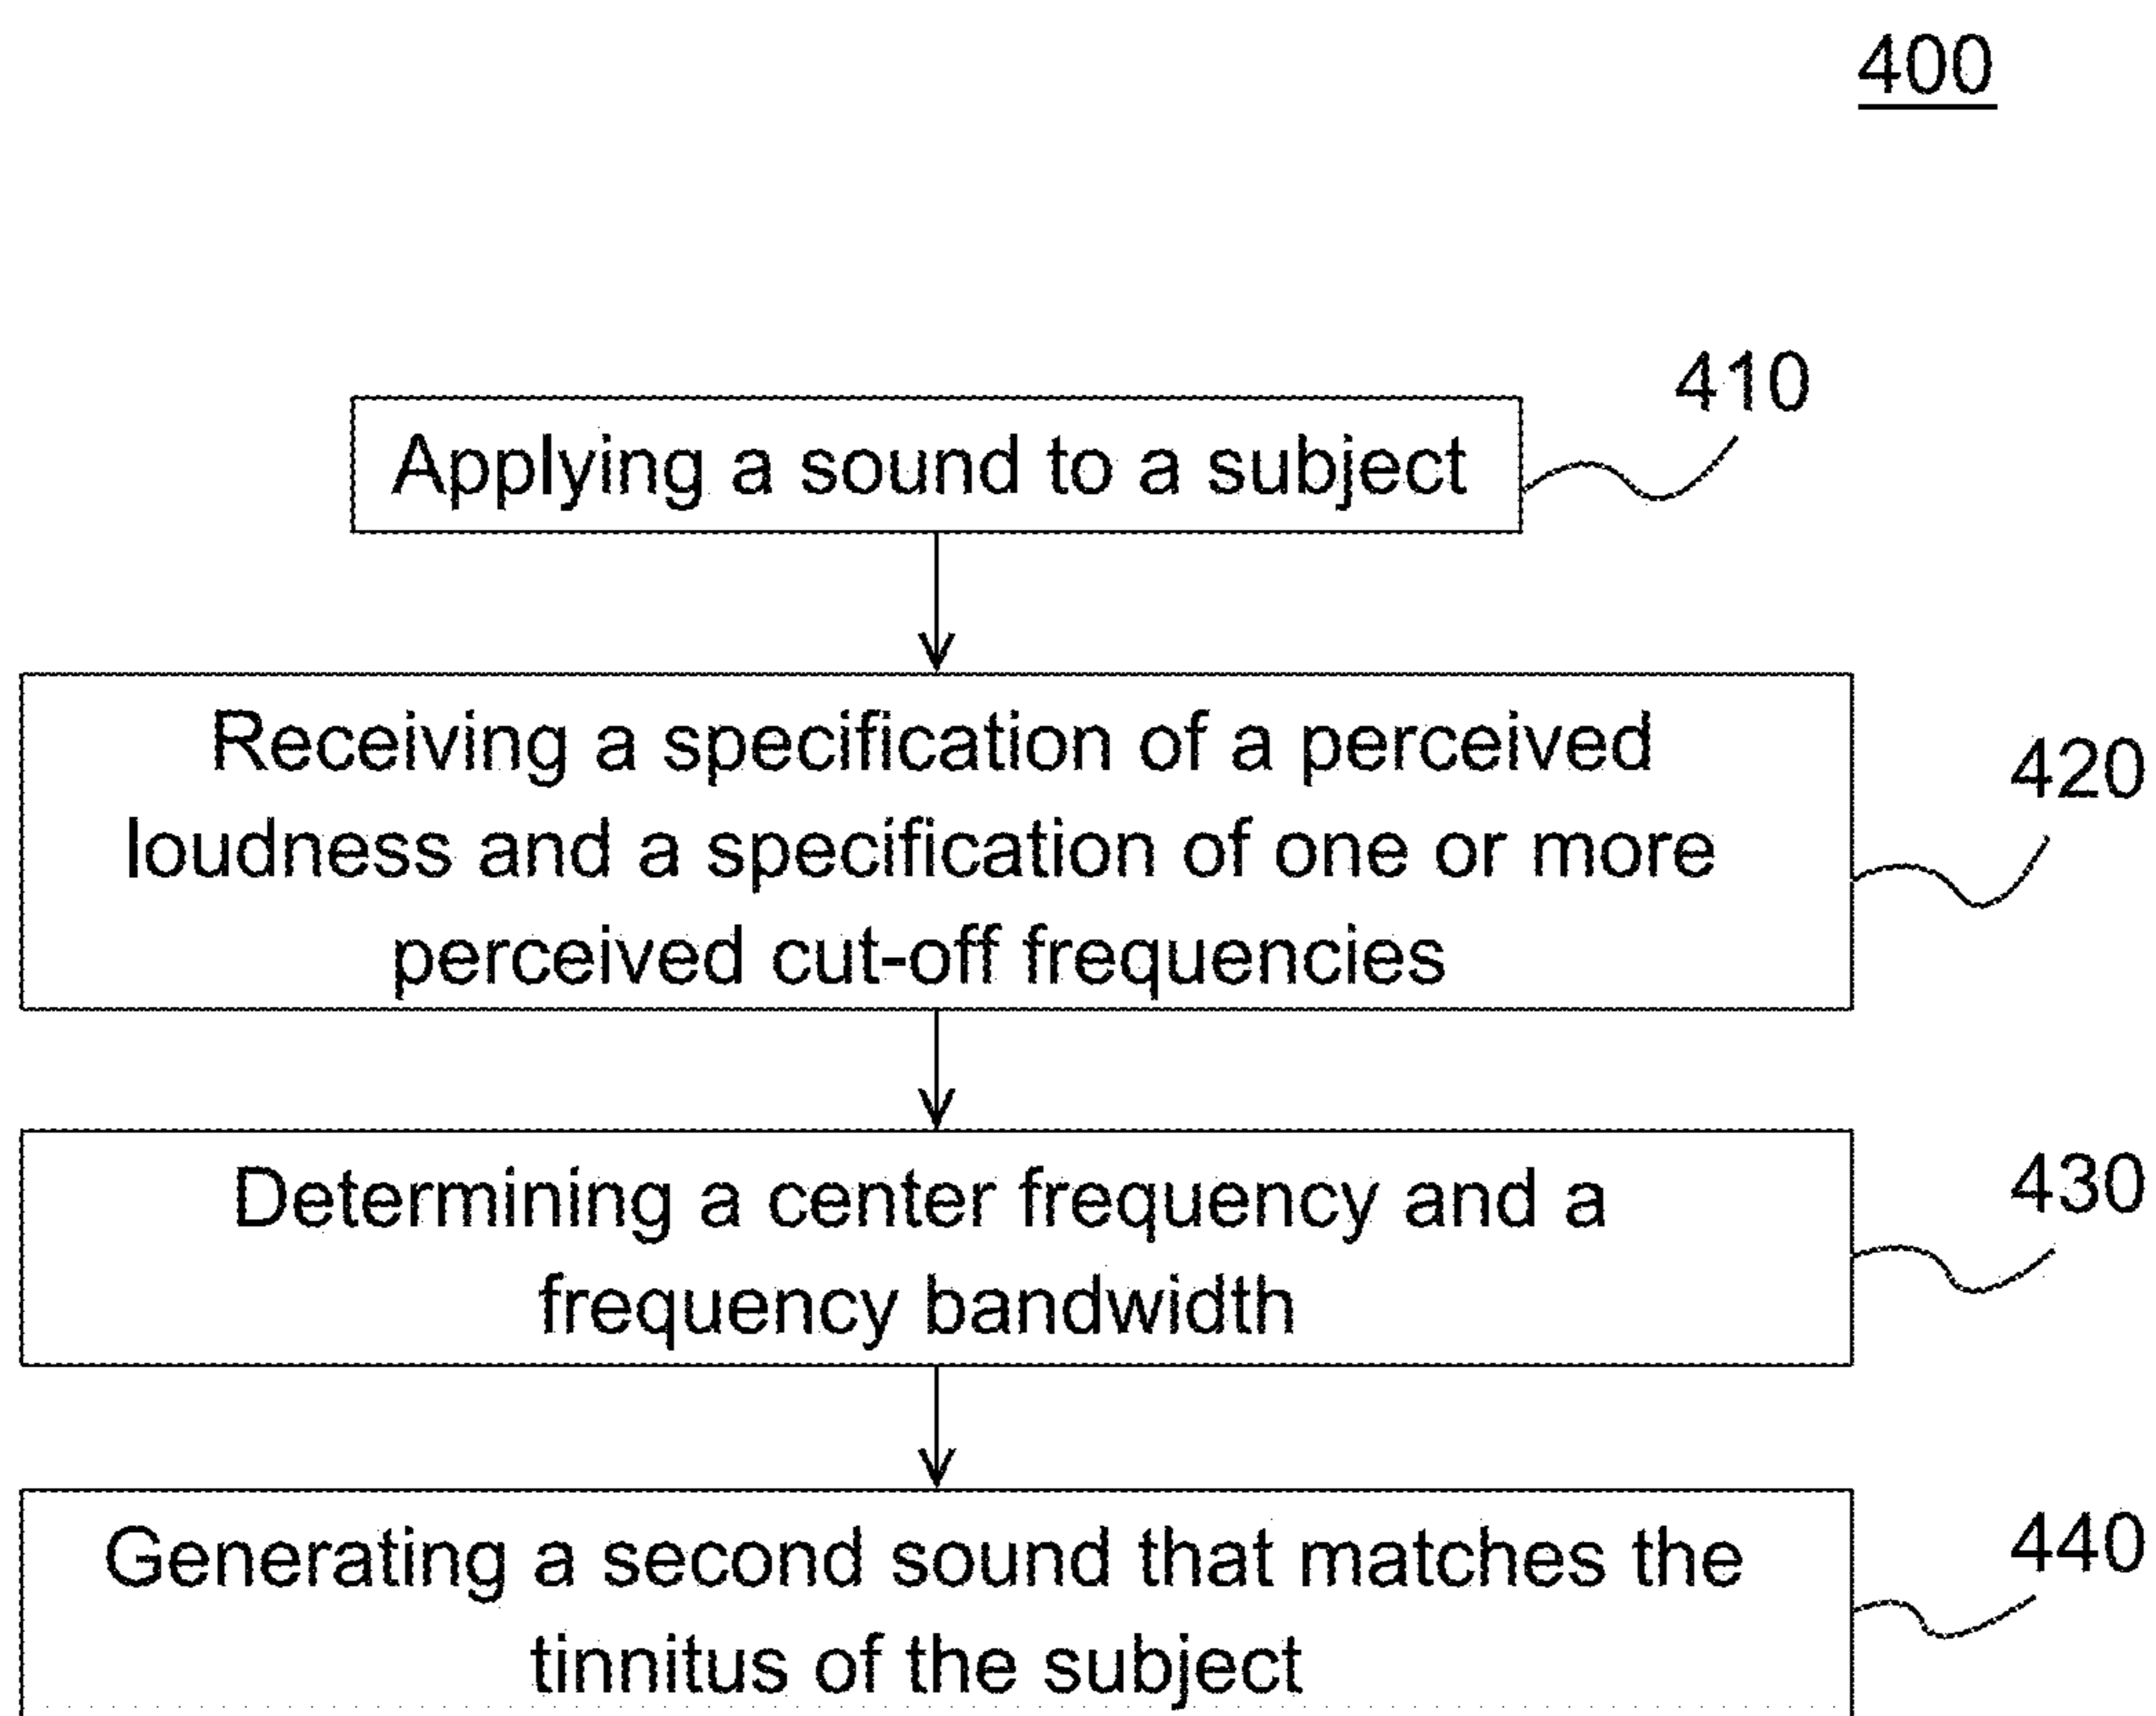 400
410
Applying a sound to a subject
Receiving a specification of a perceived
loudness and a specification of one or more
perceived cut-off frequencies
420
Determining a center frequency and a
frequency bandwidth
430
Generating a second sound that matches the
tinnitus of the subject
440